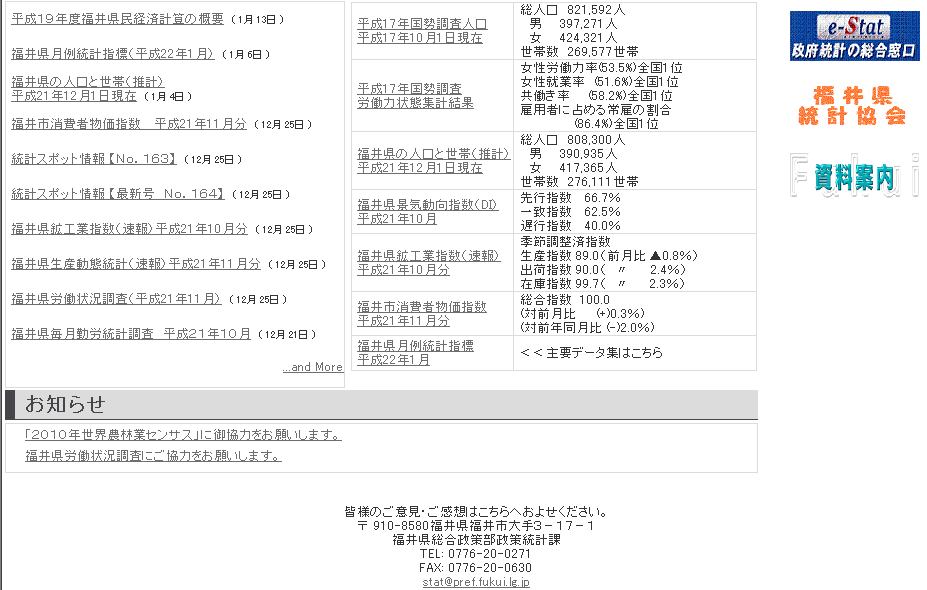 平成19年度福井県民経済計算の概要 （1月13日）
福井県月例統計指標（平成22年1月） （1月6日）
福井県の人口と世帯（推計）
平成21年12月1日現在 （1月4日）
福井市消費者物価指数　平成21年11月分 （12月25日）
統計スポット情報【No. 163】 （12月25日）
統計スポット情報【最新号　No. 164】 （12月25日）
福井県鉱工業指数（速報）平成21年10月分 （12月25日）
福井県生産動態統計（速報）平成21年11月分 （12月25日）
福井県労働状況調査（平成21年11月） （12月25日）
福井県毎月勤労統計調査　平成21年10月 （12月21日）
...and More
平成17年国勢調査人口
平成17年10月1日現在
総人口 821,592人
男 397,271人
女 424,321人
世帯数 269,577世帯
平成17年国勢調査
労働力状態集計結果
女性労働力率(53.5%)全国1位
女性就業率 (51.6%)全国1位
共働き率 (58.2%)全国1位
雇用者に占める常雇の割合
(86.4%)全国1位
福井県の人口と世帯（推計）
平成21年12月1日現在
総人口 808,300人
男 390,935人
女 417,365人
世帯数 276,111世帯
福井県景気動向指数（DI）
平成21年10月
先行指数 66.7%
一致指数 62.5%
遅行指数 40.0%
福井県鉱工業指数（速報）
平成21年10月分
季節調整済指数
生産指数 89.0（前月比 ▲0.8%）
出荷指数 90.0（ 〃 2.4%）
在庫指数 99.7（ 〃 2.3%）
福井市消費者物価指数
平成21年11月分
総合指数 100.0
(対前月比 (+)0.3%)
(対前年同月比 (-)2.0%)
福井県月例統計指標
平成22年1月
＜＜主要データ集はこちら
e-Stat
政府統計の総合窓口
福井県
統計協会
Fukui
資料案内
お知らせ
「2010年世界農林業センサス」に御協力をお願いします。
福井県労働状況調査にご協力をお願いします。
皆様のご意見・ご感想はこちらへおよせください。
〒 910-8580福井県福井市大手3－17－1
福井県総合政策部政策統計課
TEL: 0776-20-0271
FAX: 0776-20-0630
stat@pref.fukui.lg.jp